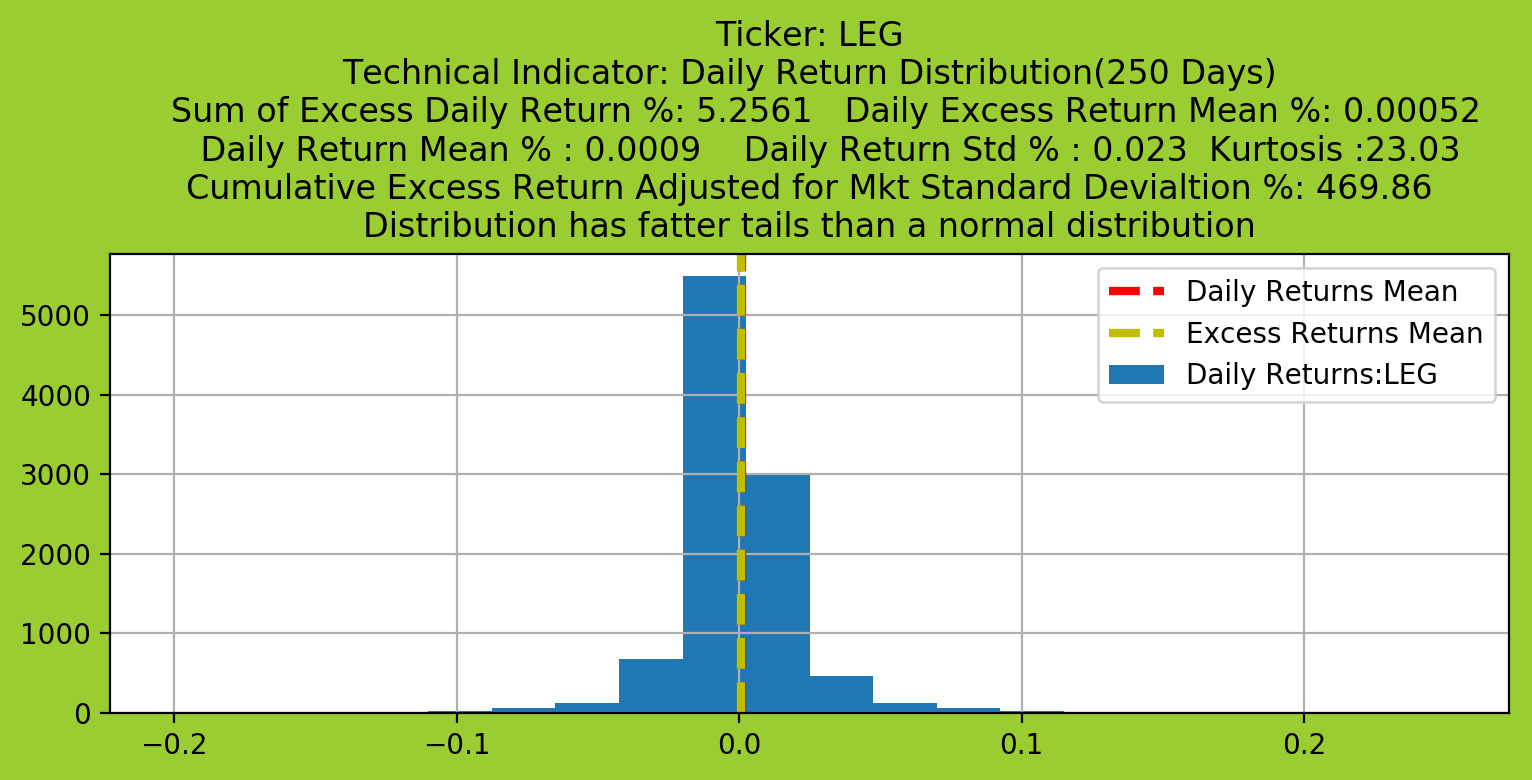 Ticker: LEG
Technical Indicator: Daily Return Distribution(250 Days)
Sum of Excess Daily Return %: 5.2561   Daily Excess Return Mean %: 0.00052
Daily Return Mean % : 0.0009    Daily Return Std % : 0.023  Kurtosis :23.03
Cumulative Excess Return Adjusted for Mkt Standard Devialtion %: 469.86
Distribution has fatter tails than a normal distribution
Daily Returns Mean
Excess Returns Mean
Daily Returns:LEG
5000
4000
3000
2000
1000
0
−0.2 −0.1 0.0 0.1 0.2